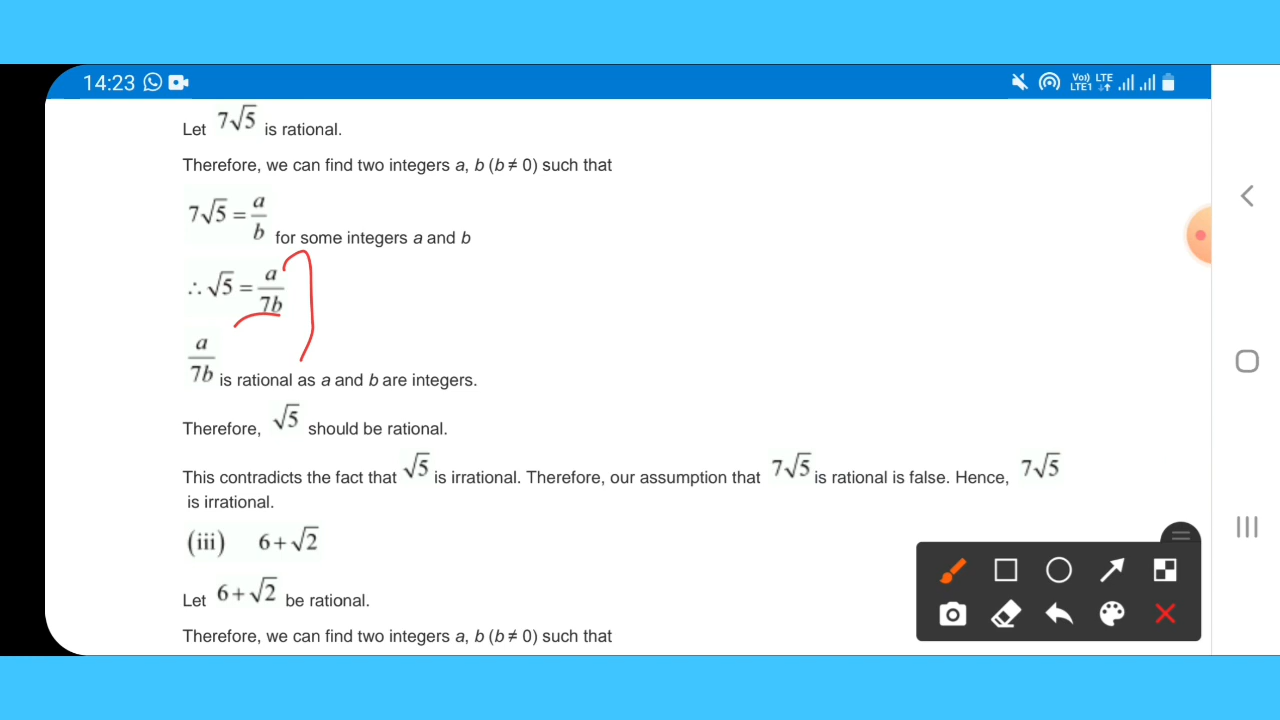 14:23 Vo)) LTE LTE1
Let 7√5 is rational.
Therefore, we can find two integers a, b (b ≠ 0) such that
7√5 = a/b for some integers a and b
∴ √5 = a/7b
a/7b is rational as a and b are integers.
Therefore, √5 should be rational.
This contradicts the fact that √5 is irrational. Therefore, our assumption that 7√5 is rational is false. Hence, 7√5
is irrational.
(iii) 6+√2
Let 6+√2 be rational.
Therefore, we can find two integers a, b (b ≠ 0) such that